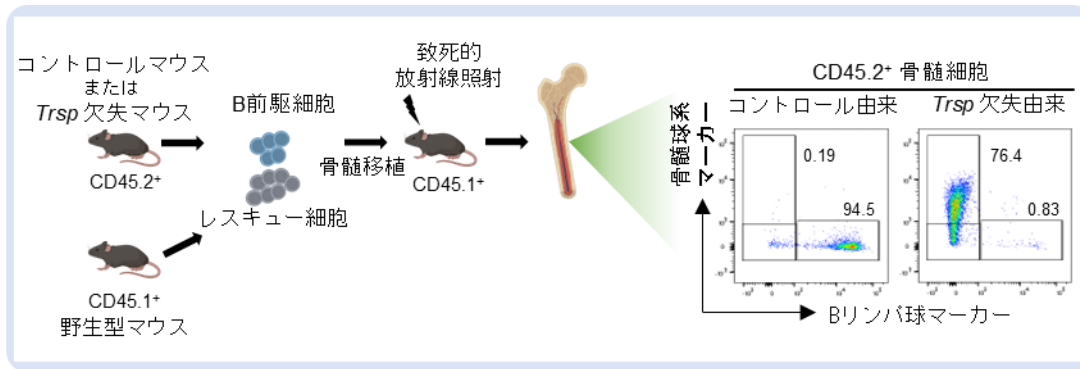 コントロールマウス
または
Trsp 欠失マウス
CD45.2⁺
CD45.1⁺
野生型マウス
B前駆細胞
レスキュー細胞
骨髄移植
致死的
放射線照射
CD45.1⁺
CD45.2⁺ 骨髄細胞
コントロール由来
Trsp 欠失由来
骨髄球系
マーカー
0.19
94.5
76.4
0.83
Bリンパ球マーカー